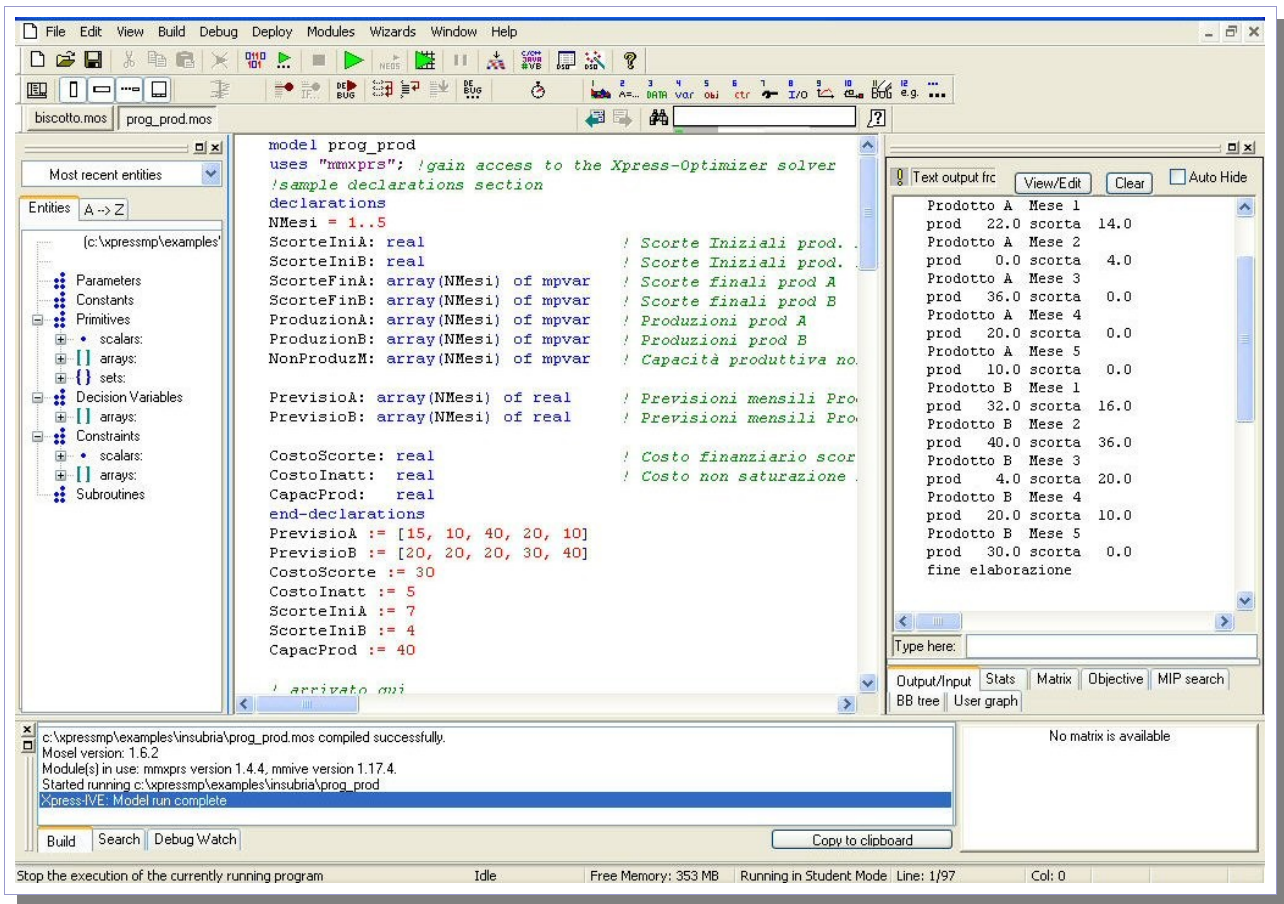 File Edit View Build Debug Deploy Modules Wizards Window Help
biscotto.mos prog_prod.mos
Most recent entities
Entities A --> Z
(c:\xpressmp\examples'
Parameters
Constants
Primitives
scalars:
[ ] arrays:
{ } sets:
Decision Variables
[ ] arrays:
Constraints
scalars:
[ ] arrays:
Subroutines
model prog_prod
uses "mmxprs"; !gain access to the Xpress-Optimizer solver
!sample declarations section
declarations
NMesi = 1..5
ScorteIniA: real ! Scorte Iniziali prod.
ScorteIniB: real ! Scorte Iniziali prod.
ScorteFinA: array(NMesi) of mpvar ! Scorte finali prod A
ScorteFinB: array(NMesi) of mpvar ! Scorte finali prod B
ProduzionA: array(NMesi) of mpvar ! Produzioni prod A
ProduzionB: array(NMesi) of mpvar ! Produzioni prod B
NonProduzM: array(NMesi) of mpvar ! Capacità produttiva no
PrevisioA: array(NMesi) of real ! Previsioni mensili Pro
PrevisioB: array(NMesi) of real ! Previsioni mensili Pro
CostoScorte: real ! Costo finanziario scor
CostoInatt: real ! Costo non saturazione
CapacProd: real
end-declarations
PrevisioA := [15, 10, 40, 20, 10]
PrevisioB := [20, 20, 20, 30, 40]
CostoScorte := 30
CostoInatt := 5
ScorteIniA := 7
ScorteIniB := 4
CapacProd := 40
! arrivato qui
Text output frc View/Edit Clear Auto Hide
Prodotto A Mese 1
prod 22.0 scorta 14.0
Prodotto A Mese 2
prod 0.0 scorta 4.0
Prodotto A Mese 3
prod 36.0 scorta 0.0
Prodotto A Mese 4
prod 20.0 scorta 0.0
Prodotto A Mese 5
prod 10.0 scorta 0.0
Prodotto B Mese 1
prod 32.0 scorta 16.0
Prodotto B Mese 2
prod 40.0 scorta 36.0
Prodotto B Mese 3
prod 4.0 scorta 20.0
Prodotto B Mese 4
prod 20.0 scorta 10.0
Prodotto B Mese 5
prod 30.0 scorta 0.0
fine elaborazione
Type here:
Output/Input Stats Matrix Objective MIP search
BB tree User graph
c:\xpressmp\examples\insubria\prog_prod.mos compiled successfully.
Mosel version: 1.6.2
Module(s) in use: mmxprs version 1.4.4, mmive version 1.17.4.
Started running c:\xpressmp\examples\insubria\prog_prod
Xpress-IVE: Model run complete
Build Search Debug Watch
Copy to clipboard
No matrix is available
Stop the execution of the currently running program Idle Free Memory: 353 MB Running in Student Mode Line: 1/97 Col: 0